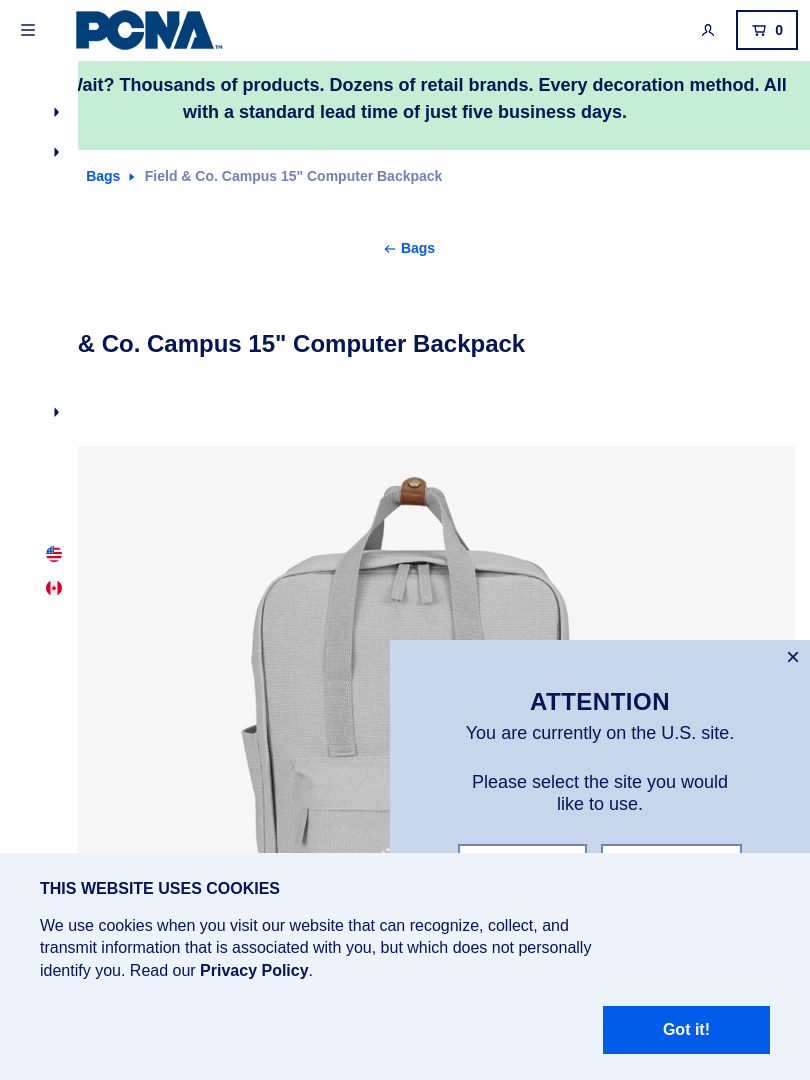 PCNA™
0
Wait? Thousands of products. Dozens of retail brands. Every decoration method. All
with a standard lead time of just five business days.
Bags
Field & Co. Campus 15" Computer Backpack
Bags
& Co. Campus 15" Computer Backpack
ATTENTION
You are currently on the U.S. site.
Please select the site you would
like to use.
THIS WEBSITE USES COOKIES
We use cookies when you visit our website that can recognize, collect, and
transmit information that is associated with you, but which does not personally
identify you. Read our Privacy Policy.
Got it!